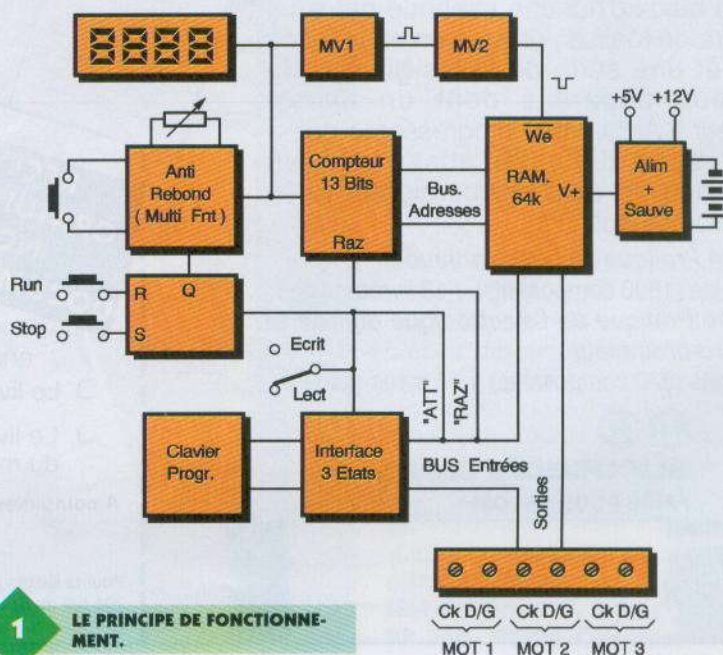 8888
MV1
MV2
+5V +12V
We
RAM.
64k
V+
Alim
+
Sauve
Anti
Rebond
( Multi Fnt )
Compteur
13 Bits
Raz
Bus.
Adresses
Run
Stop
R
S
Q
Ecrit
Lect
"ATT"
"RAZ"
Clavier
Progr.
Interface
3 Etats
BUS Entrées
Sorties
Ck D/G Ck D/G Ck D/G
MOT 1 MOT 2 MOT 3
1
LE PRINCIPE DE FONCTIONNE-
MENT.